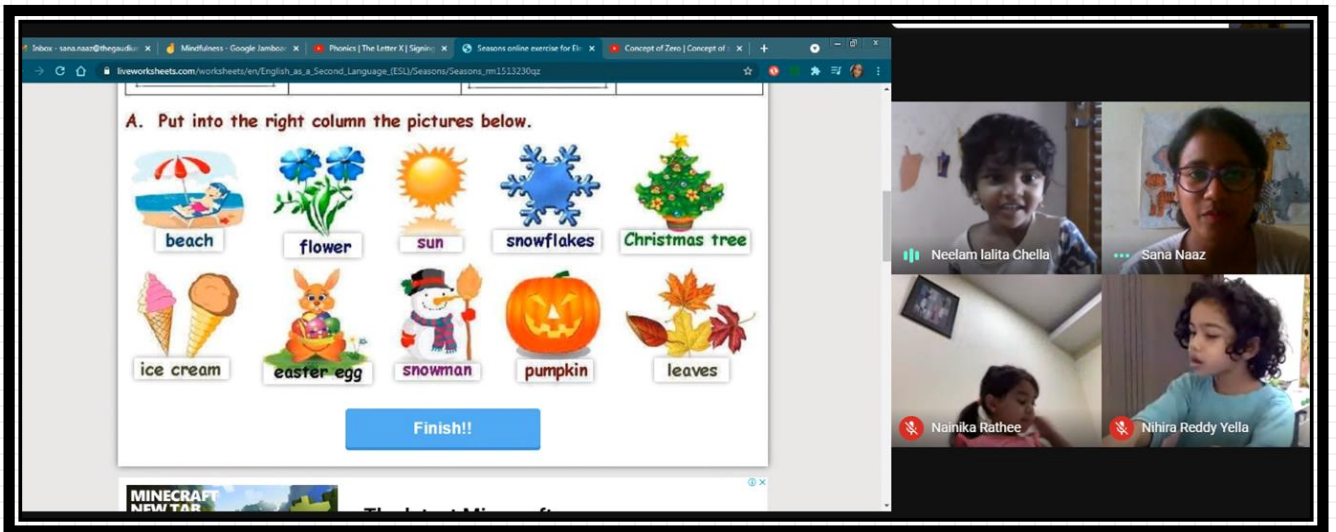 Inbox - sana.naaz@thegaudiu
Mindfulness - Google Jamboar
Phonics | The Letter X | Signing
Seasons online exercise for Ele
Concept of Zero | Concept of
liveworksheets.com/worksheets/en/English_as_a_Second_Language_(ESL)/Seasons/Seasons_rm1513230qz
A. Put into the right column the pictures below.
beach
flower
sun
snowflakes
Christmas tree
ice cream
easter egg
snowman
pumpkin
leaves
Finish!!
MINECRAFT
NEW TAB
Neelam lalita Chella
Sana Naaz
Nainika Rathee
Nihira Reddy Yella